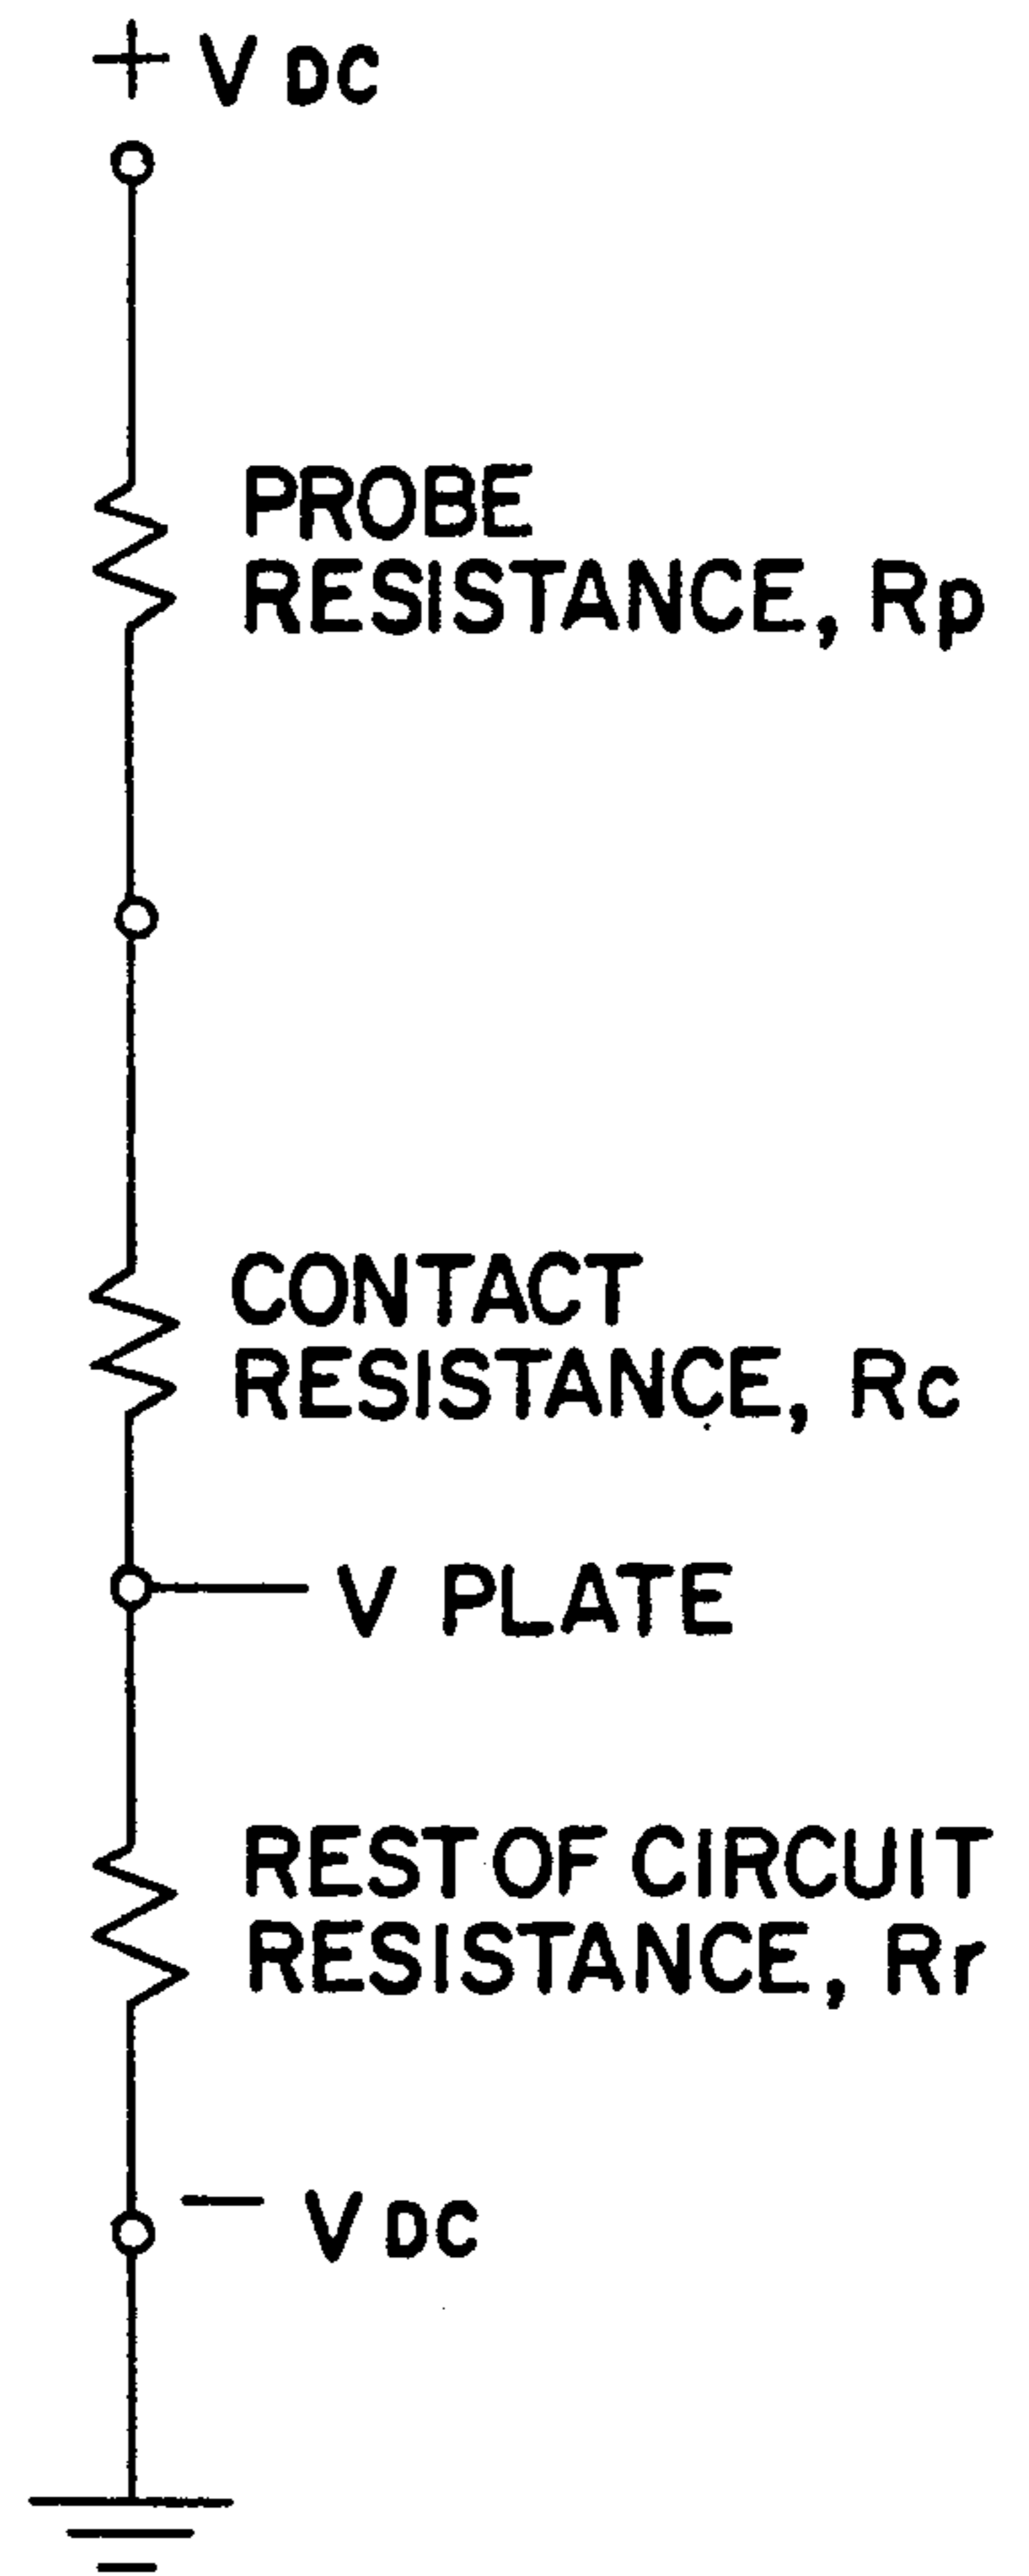 + V DC
PROBE
RESISTANCE, Rp
CONTACT
RESISTANCE, Rc
V PLATE
REST OF CIRCUIT
RESISTANCE, Rr
— V DC